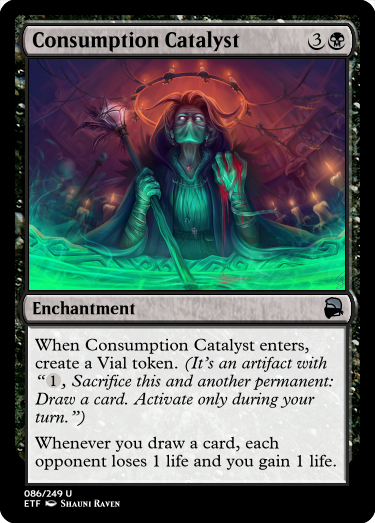 Consumption Catalyst 3
Enchantment
When Consumption Catalyst enters,
create a Vial token. (It's an artifact with
“1, Sacrifice this and another permanent:
Draw a card. Activate only during your
turn.”)
Whenever you draw a card, each
opponent loses 1 life and you gain 1 life.
086/249 U
ETF Shauni Raven